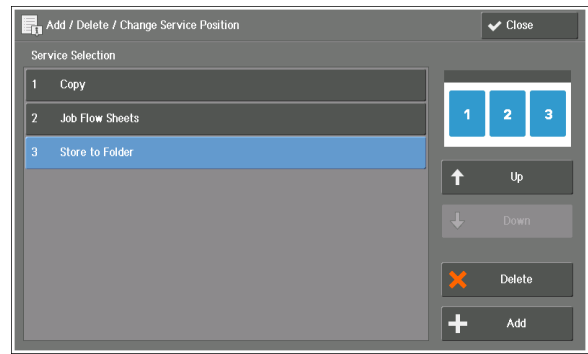 Add / Delete / Change Service Position
Close
Service Selection
1 Copy
2 Job Flow Sheets
3 Store to Folder
1 2 3
Up
Down
Delete
Add